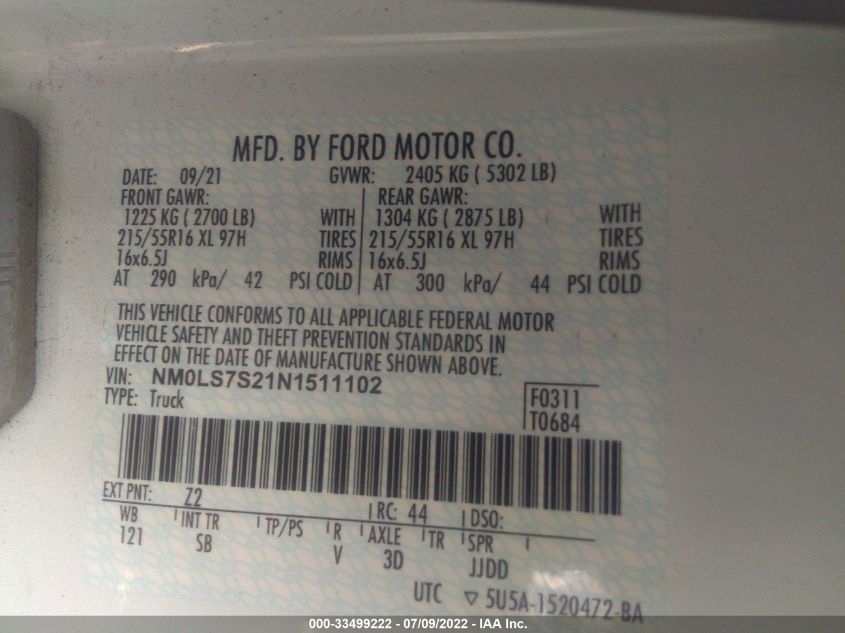 MFD. BY FORD MOTOR CO.
DATE: 09/21 GVWR: 2405 KG ( 5302 LB)
FRONT GAWR: REAR GAWR:
1225 KG ( 2700 LB) WITH 1304 KG ( 2875 LB) WITH
215/55R16 XL 97H TIRES 215/55R16 XL 97H TIRES
16x6.5J RIMS 16x6.5J RIMS
AT 290 kPa/ 42 PSI COLD AT 300 kPa/ 44 PSI COLD
THIS VEHICLE CONFORMS TO ALL APPLICABLE FEDERAL MOTOR
VEHICLE SAFETY AND THEFT PREVENTION STANDARDS IN
EFFECT ON THE DATE OF MANUFACTURE SHOWN ABOVE.
VIN: NM0LS7S21N1511102
TYPE: Truck F0311
T0684
EXT PNT: Z2 RC: 44 DSO:
WB INT TR TP/PS R AXLE TR SPR
121 SB V 3D JJDD
UTC ▽ 5U5A-1520472-BA
000-33499222 - 07/09/2022 - IAA Inc.